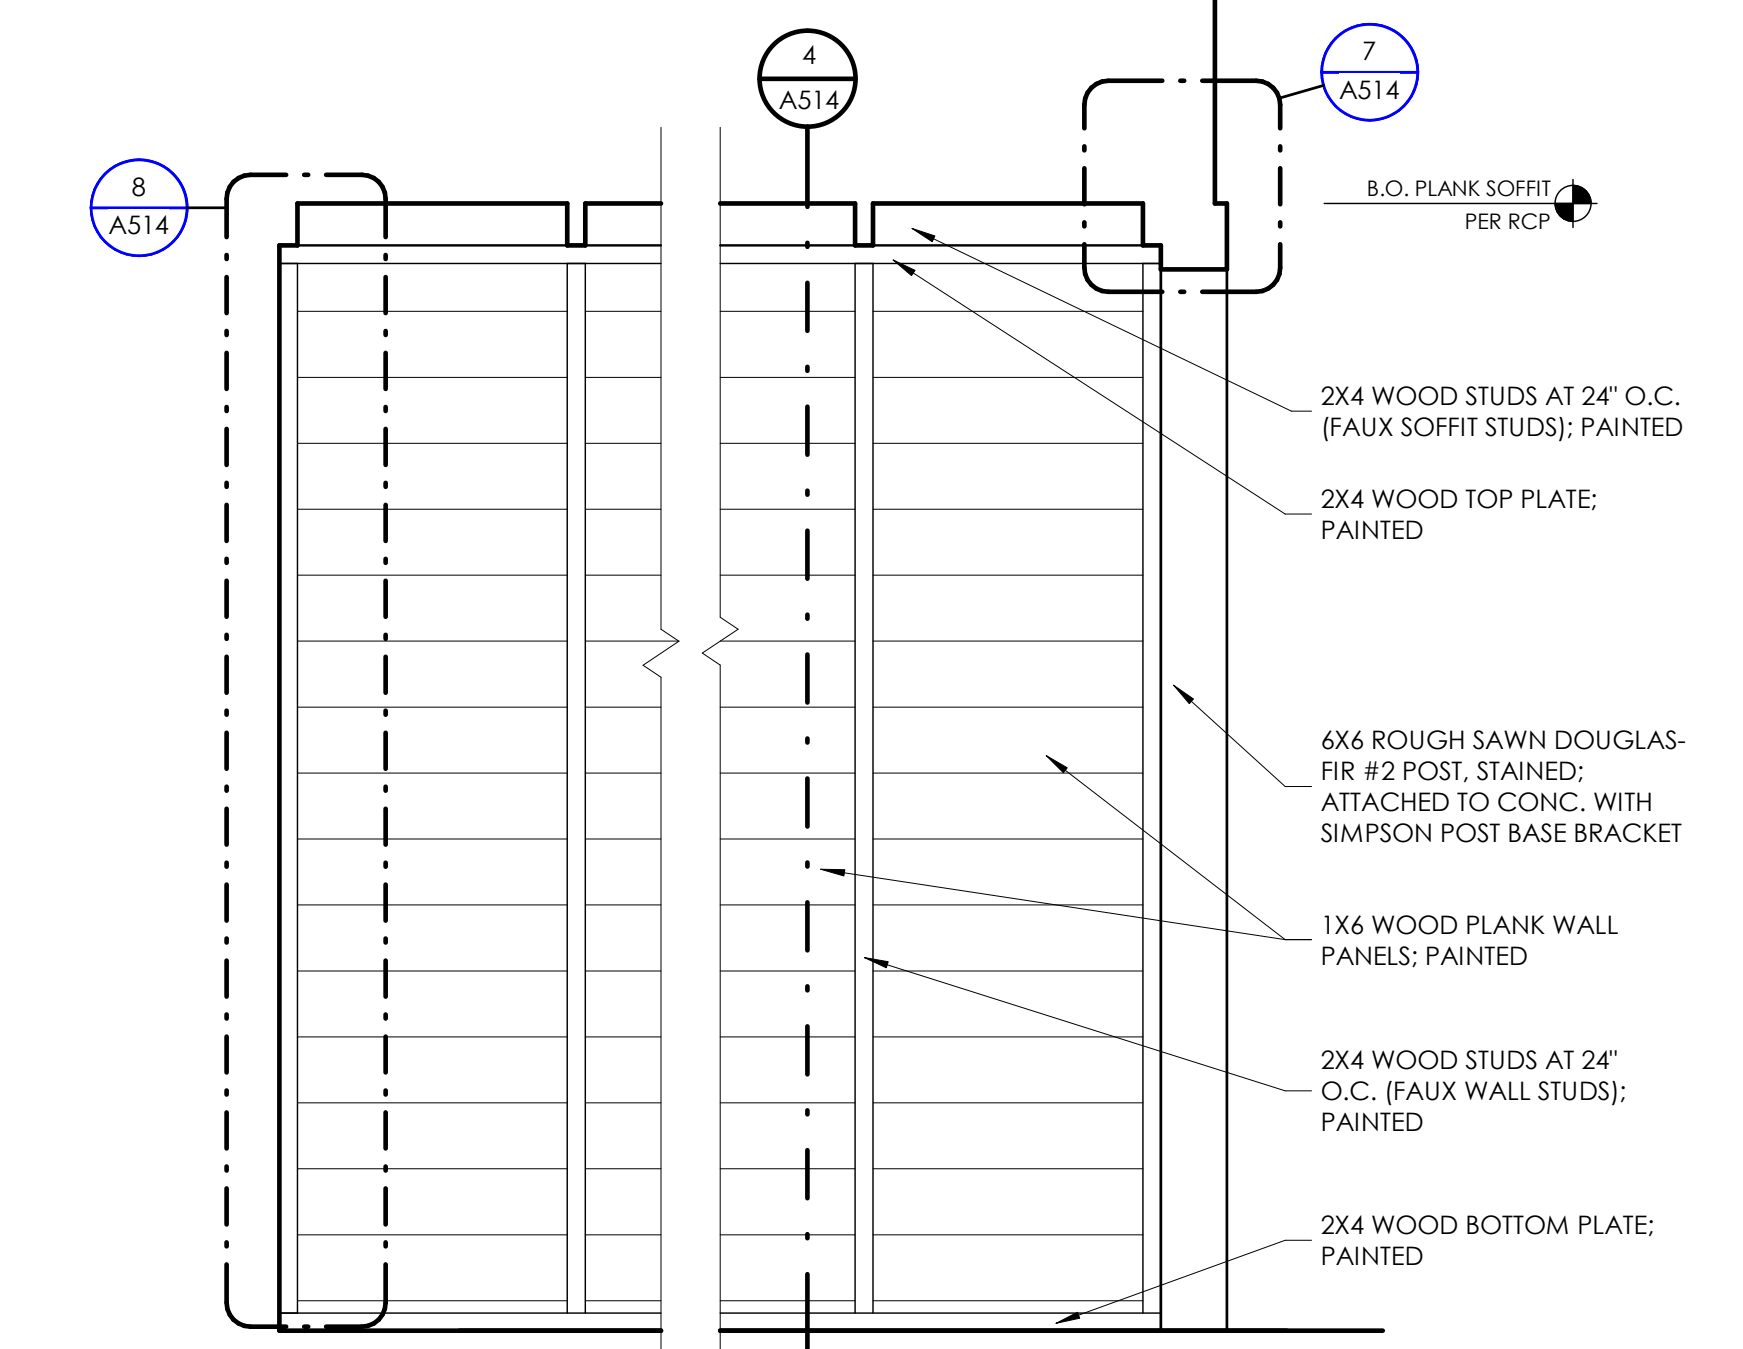 4
A514
7
A514
8
A514
B.O. PLANK SOFFIT
PER RCP
2X4 WOOD STUDS AT 24" O.C.
(FAUX SOFFIT STUDS); PAINTED
2X4 WOOD TOP PLATE;
PAINTED
6X6 ROUGH SAWN DOUGLAS-
FIR #2 POST, STAINED;
ATTACHED TO CONC. WITH
SIMPSON POST BASE BRACKET
1X6 WOOD PLANK WALL
PANELS; PAINTED
2X4 WOOD STUDS AT 24"
O.C. (FAUX WALL STUDS);
PAINTED
2X4 WOOD BOTTOM PLATE;
PAINTED